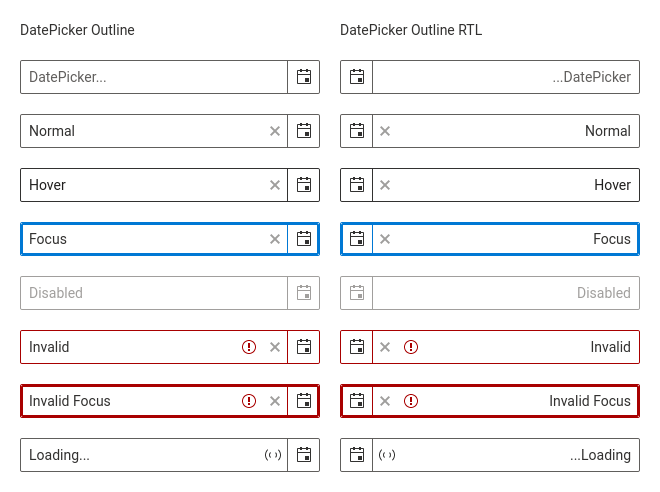 DatePicker Outline
DatePicker Outline RTL
DatePicker...
...DatePicker
Normal
Normal
Hover
Hover
Focus
Focus
Disabled
Disabled
Invalid
Invalid
Invalid Focus
Invalid Focus
Loading...
...Loading